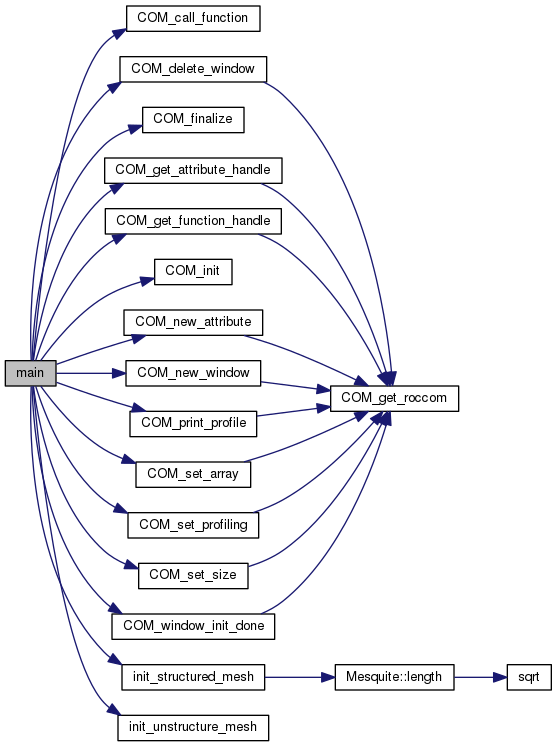 COM_call_function
COM_delete_window
COM_finalize
COM_get_attribute_handle
COM_get_function_handle
COM_init
COM_new_attribute
main
COM_new_window
COM_get_roccom
COM_print_profile
COM_set_array
COM_set_profiling
COM_set_size
COM_window_init_done
init_structured_mesh
Mesquite::length
sqrt
init_unstructure_mesh